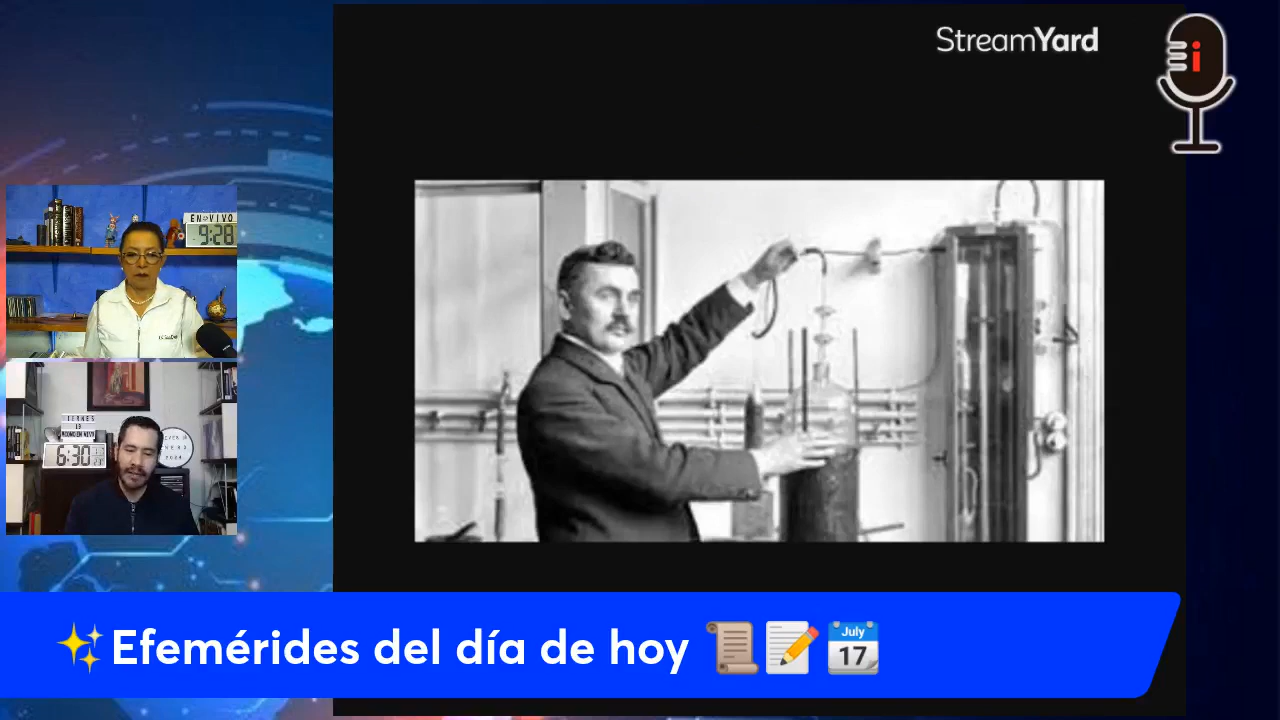 StreamYard
i
EN VIVO
9:28
6:30
✨Efemérides del día de hoy 📜📝📅
July
17